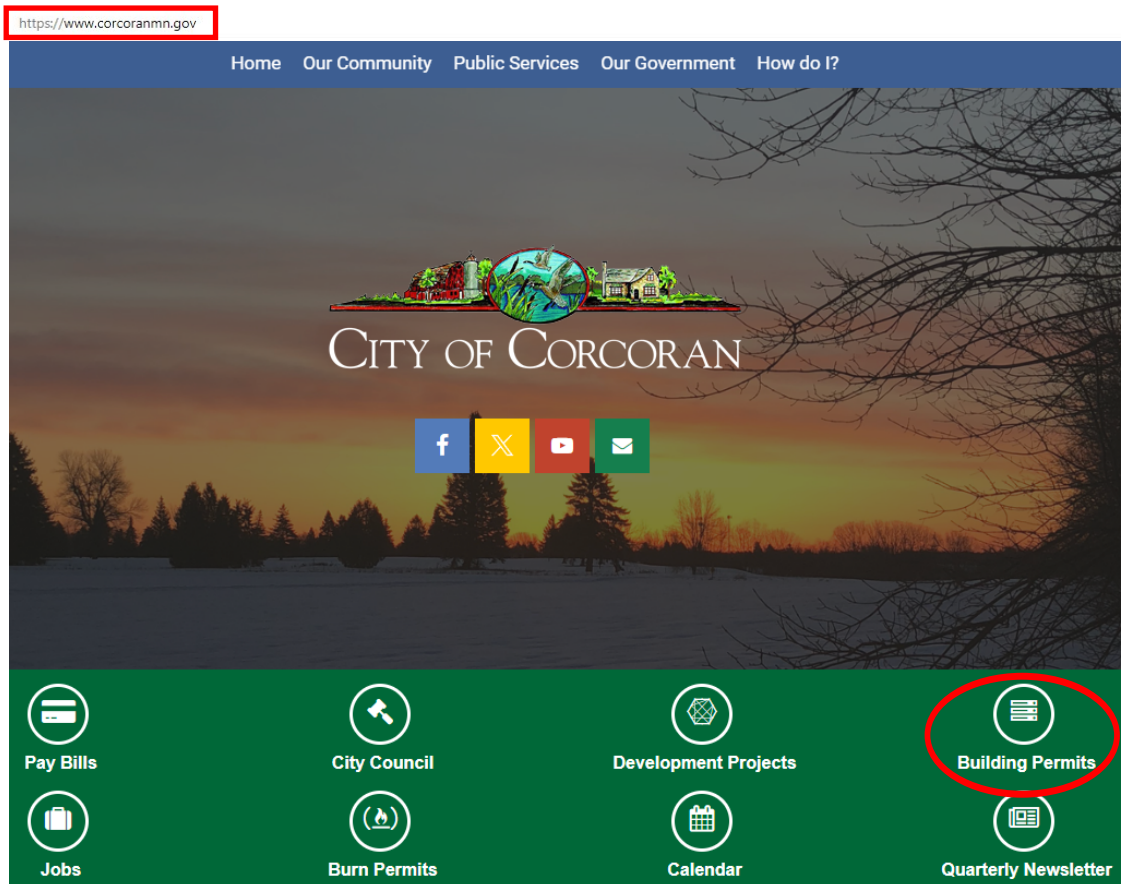 https://www.corcoranmn.gov
Home Our Community Public Services Our Government How do I?
CITY OF CORCORAN
Pay Bills City Council Development Projects Building Permits
Jobs Burn Permits Calendar Quarterly Newsletter